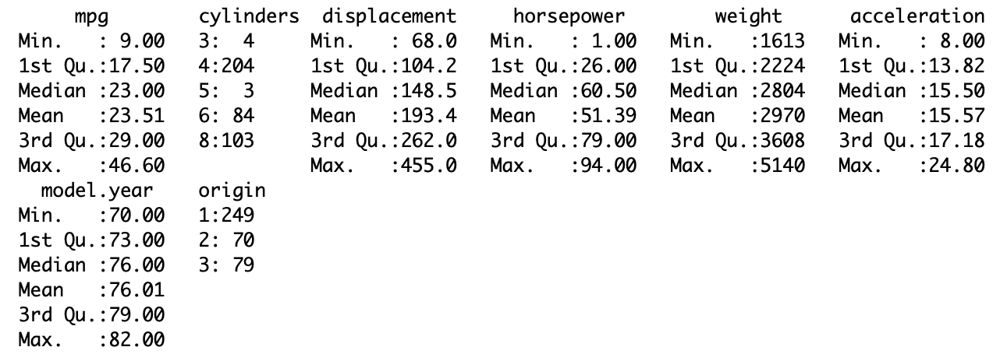 mpg        cylinders  displacement     horsepower        weight      acceleration
Min.   : 9.00   3:  4     Min.   : 68.0   Min.   : 1.00   Min.   :1613   Min.   : 8.00
1st Qu.:17.50   4:204     1st Qu.:104.2   1st Qu.:26.00   1st Qu.:2224   1st Qu.:13.82
Median :23.00   5:  3     Median :148.5   Median :60.50   Median :2804   Median :15.50
Mean   :23.51   6: 84     Mean   :193.4   Mean   :51.39   Mean   :2970   Mean   :15.57
3rd Qu.:29.00   8:103     3rd Qu.:262.0   3rd Qu.:79.00   3rd Qu.:3608   3rd Qu.:17.18
Max.   :46.60             Max.   :455.0   Max.   :94.00   Max.   :5140   Max.   :24.80
  model.year    origin
Min.   :70.00   1:249
1st Qu.:73.00   2: 70
Median :76.00   3: 79
Mean   :76.01
3rd Qu.:79.00
Max.   :82.00